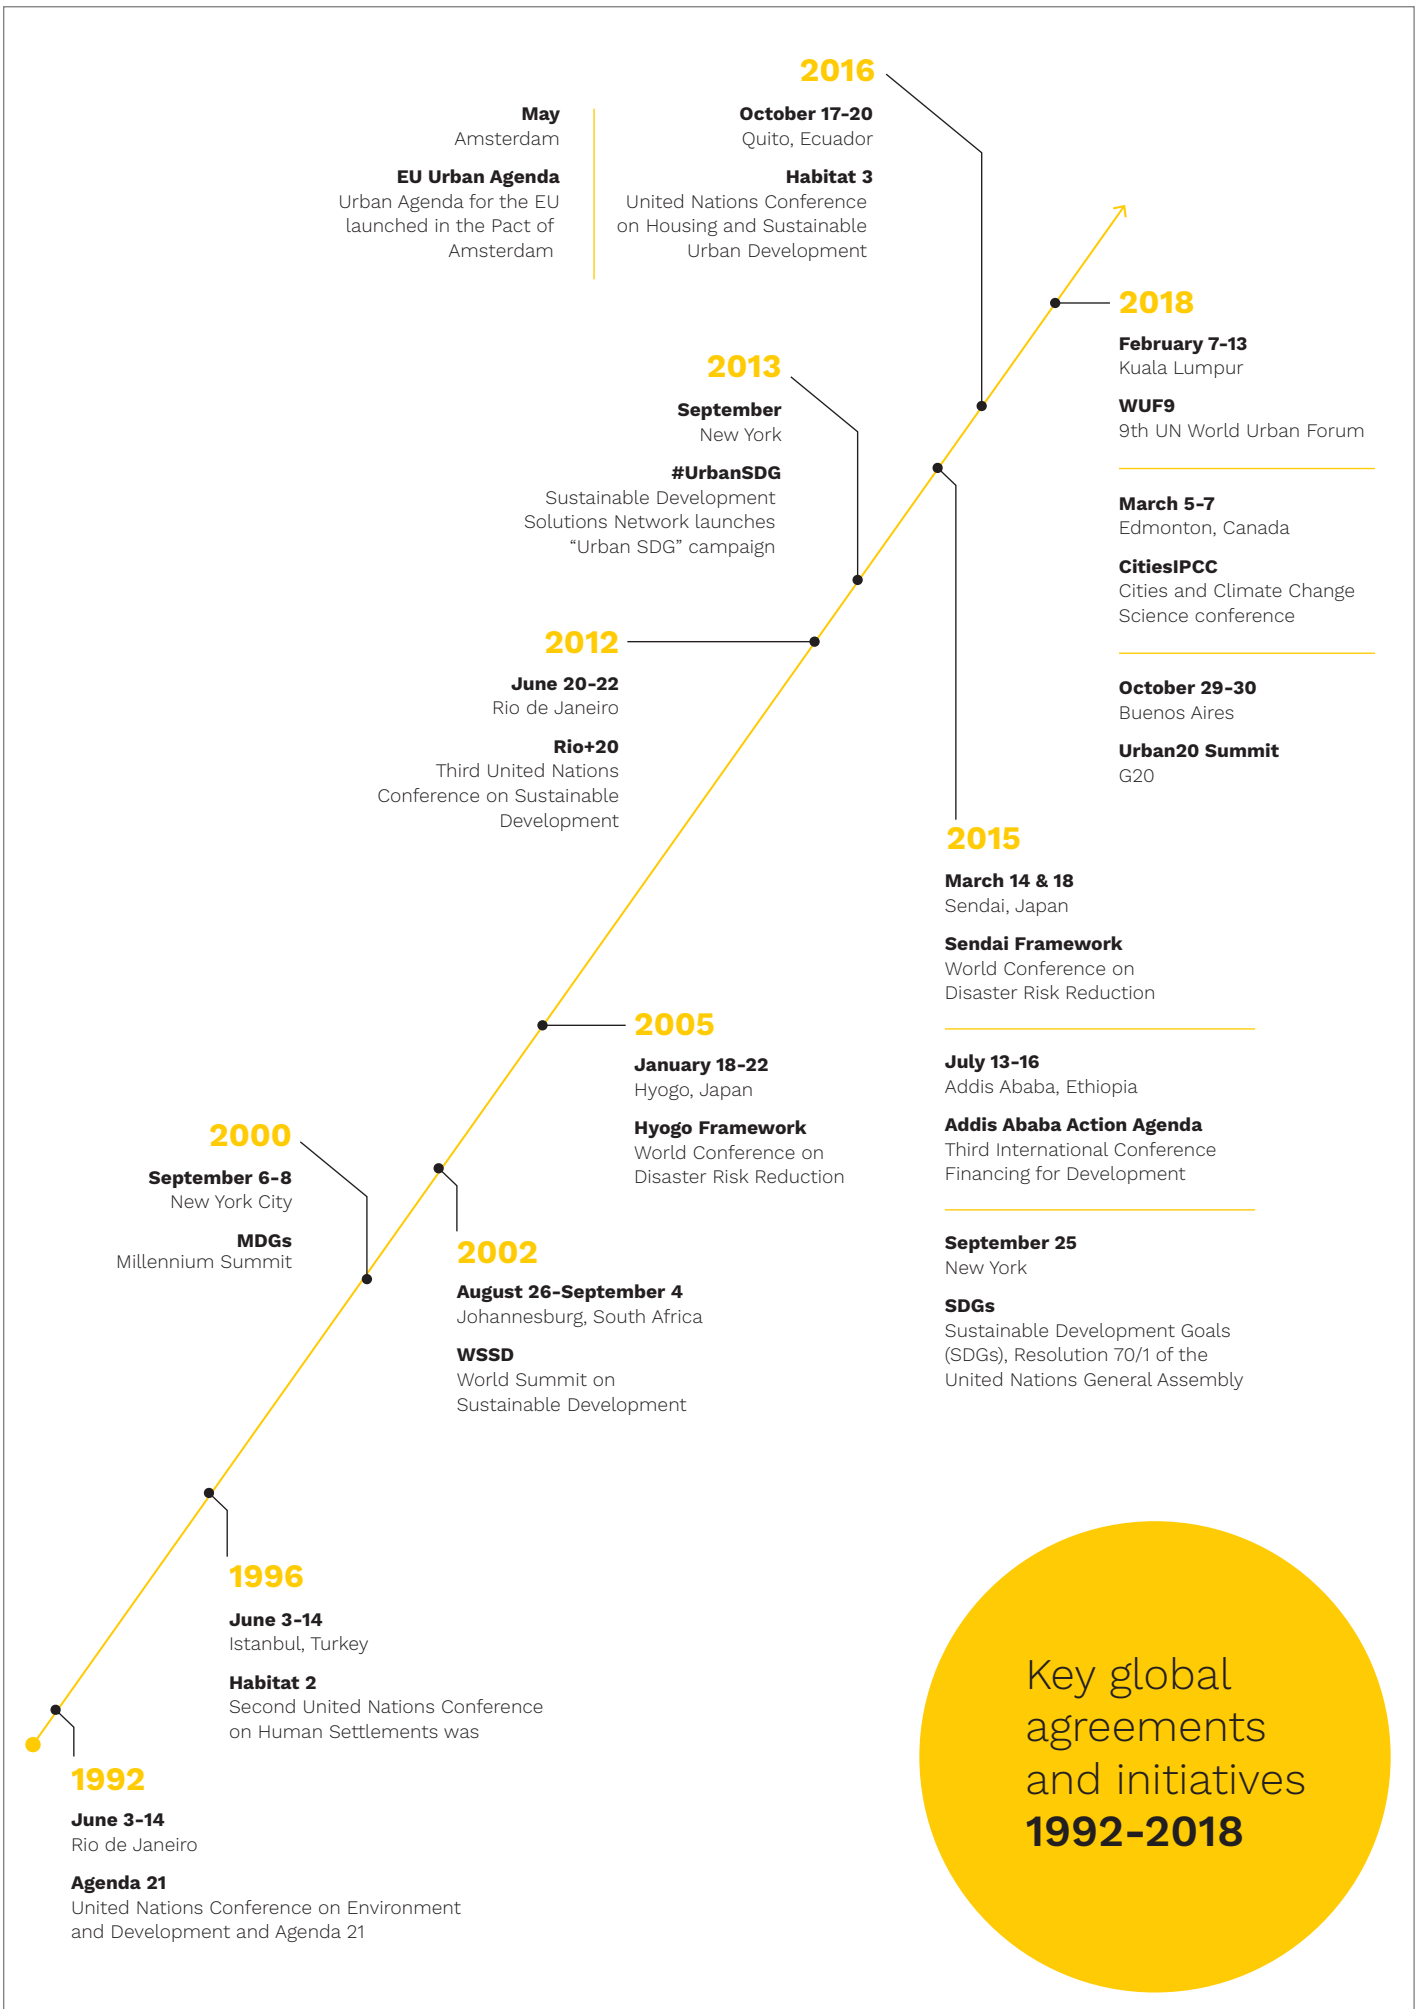 2016
May
Amsterdam
EU Urban Agenda
Urban Agenda for the EU
launched in the Pact of
Amsterdam
October 17-20
Quito, Ecuador
Habitat 3
United Nations Conference
on Housing and Sustainable
Urban Development
2018
February 7-13
Kuala Lumpur
WUF9
9th UN World Urban Forum
March 5-7
Edmonton, Canada
CitiesIPCC
Cities and Climate Change
Science conference
October 29-30
Buenos Aires
Urban20 Summit
G20
2013
September
New York
#UrbanSDG
Sustainable Development
Solutions Network launches
“Urban SDG” campaign
2012
June 20-22
Rio de Janeiro
Rio+20
Third United Nations
Conference on Sustainable
Development
2015
March 14 & 18
Sendai, Japan
Sendai Framework
World Conference on
Disaster Risk Reduction
July 13-16
Addis Ababa, Ethiopia
Addis Ababa Action Agenda
Third International Conference
Financing for Development
September 25
New York
SDGs
Sustainable Development Goals
(SDGs), Resolution 70/1 of the
United Nations General Assembly
2005
January 18-22
Hyogo, Japan
Hyogo Framework
World Conference on
Disaster Risk Reduction
2000
September 6-8
New York City
MDGs
Millennium Summit
2002
August 26-September 4
Johannesburg, South Africa
WSSD
World Summit on
Sustainable Development
1996
June 3-14
Istanbul, Turkey
Habitat 2
Second United Nations Conference
on Human Settlements was
1992
June 3-14
Rio de Janeiro
Agenda 21
United Nations Conference on Environment
and Development and Agenda 21
Key global
agreements
and initiatives
1992-2018